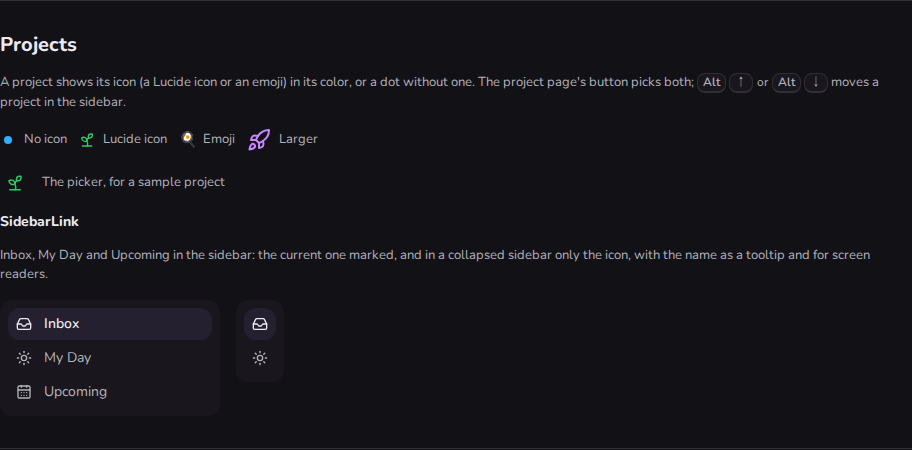 Projects
A project shows its icon (a Lucide icon or an emoji) in its color, or a dot without one. The project page's button picks both; Alt ↑ or Alt ↓ moves a
project in the sidebar.
No icon Lucide icon Emoji Larger
The picker, for a sample project
SidebarLink
Inbox, My Day and Upcoming in the sidebar: the current one marked, and in a collapsed sidebar only the icon, with the name as a tooltip and for screen
readers.
Inbox
My Day
Upcoming